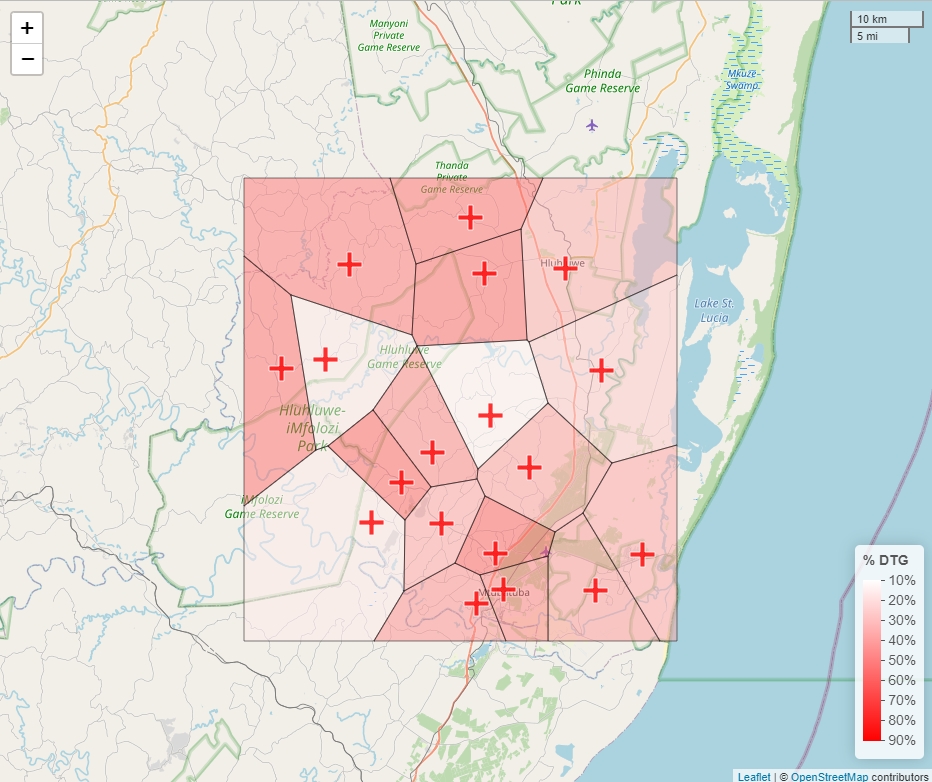 +
−
Park
10 km
5 mi
Manyoni
Private
Game Reserve
Phinda
Game Reserve
Mkuze
Swamp
Thanda
Private
Game Reserve
Hluhluwe
Lake St.
Lucia
Hluhluwe
Game Reserve
Hluhluwe-
iMfolozi
Park
iMfolozi
Game Reserve
Mtubatuba
% DTG
10%
20%
30%
40%
50%
60%
70%
80%
90%
Leaflet | © OpenStreetMap contributors